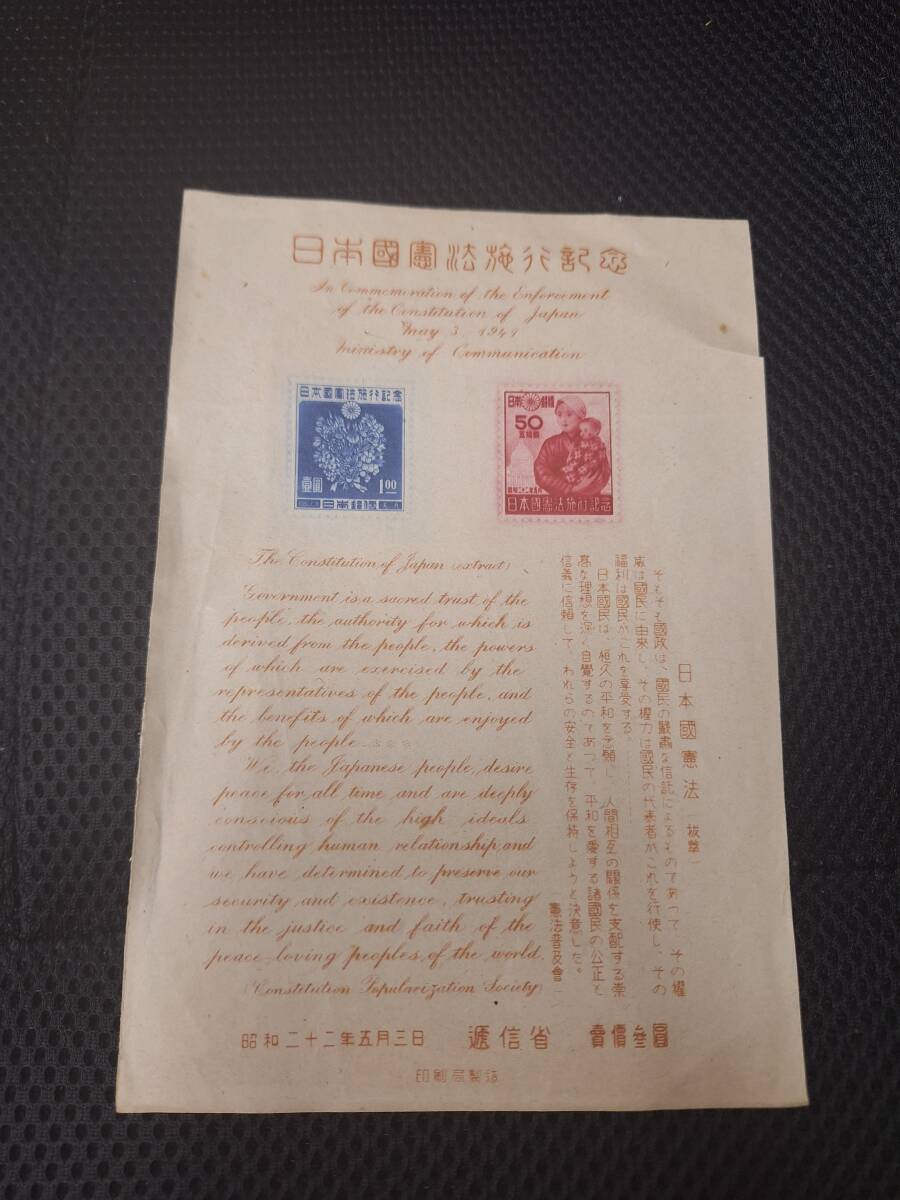 日本國憲法施行記念
In Commemoration of the Enforcement
of the Constitution of Japan
May 3, 1947
Ministry of Communication
日本國憲法施行記念
壹圓
1.00
日本郵便
日本郵便
50
五拾錢
日本國憲法施行記念
The Constitution of Japan (extract)
Government is a sacred trust of the
people, the authority for which is
derived from the people, the powers
of which are exercised by the
representatives of the people, and
the benefits of which are enjoyed
by the people.....
We, the Japanese people, desire
peace for all time and are deeply
conscious of the high ideals
controlling human relationship, and
we have determined to preserve our
security and existence, trusting
in the justice and faith of the
peace-loving peoples of the world.
(Constitution Popularization Society)
日本國憲法（拔萃）
そもそも國政は、國民の嚴肅な信託によるものであつて、その權
威は國民に由來し、その權力は國民の代表者がこれを行使し、その
福利は國民がこれを享受する。
日本國民は、恒久の平和を念願し、人間相互の關係を支配する崇
高な理想を深く自覺するのであつて、平和を愛する諸國民の公正と
信義に信頼して、われらの安全と生存を保持しようと決意した。
（憲法普及會）
昭和二十二年五月三日 遞信省 賣價參圓
印刷局製造